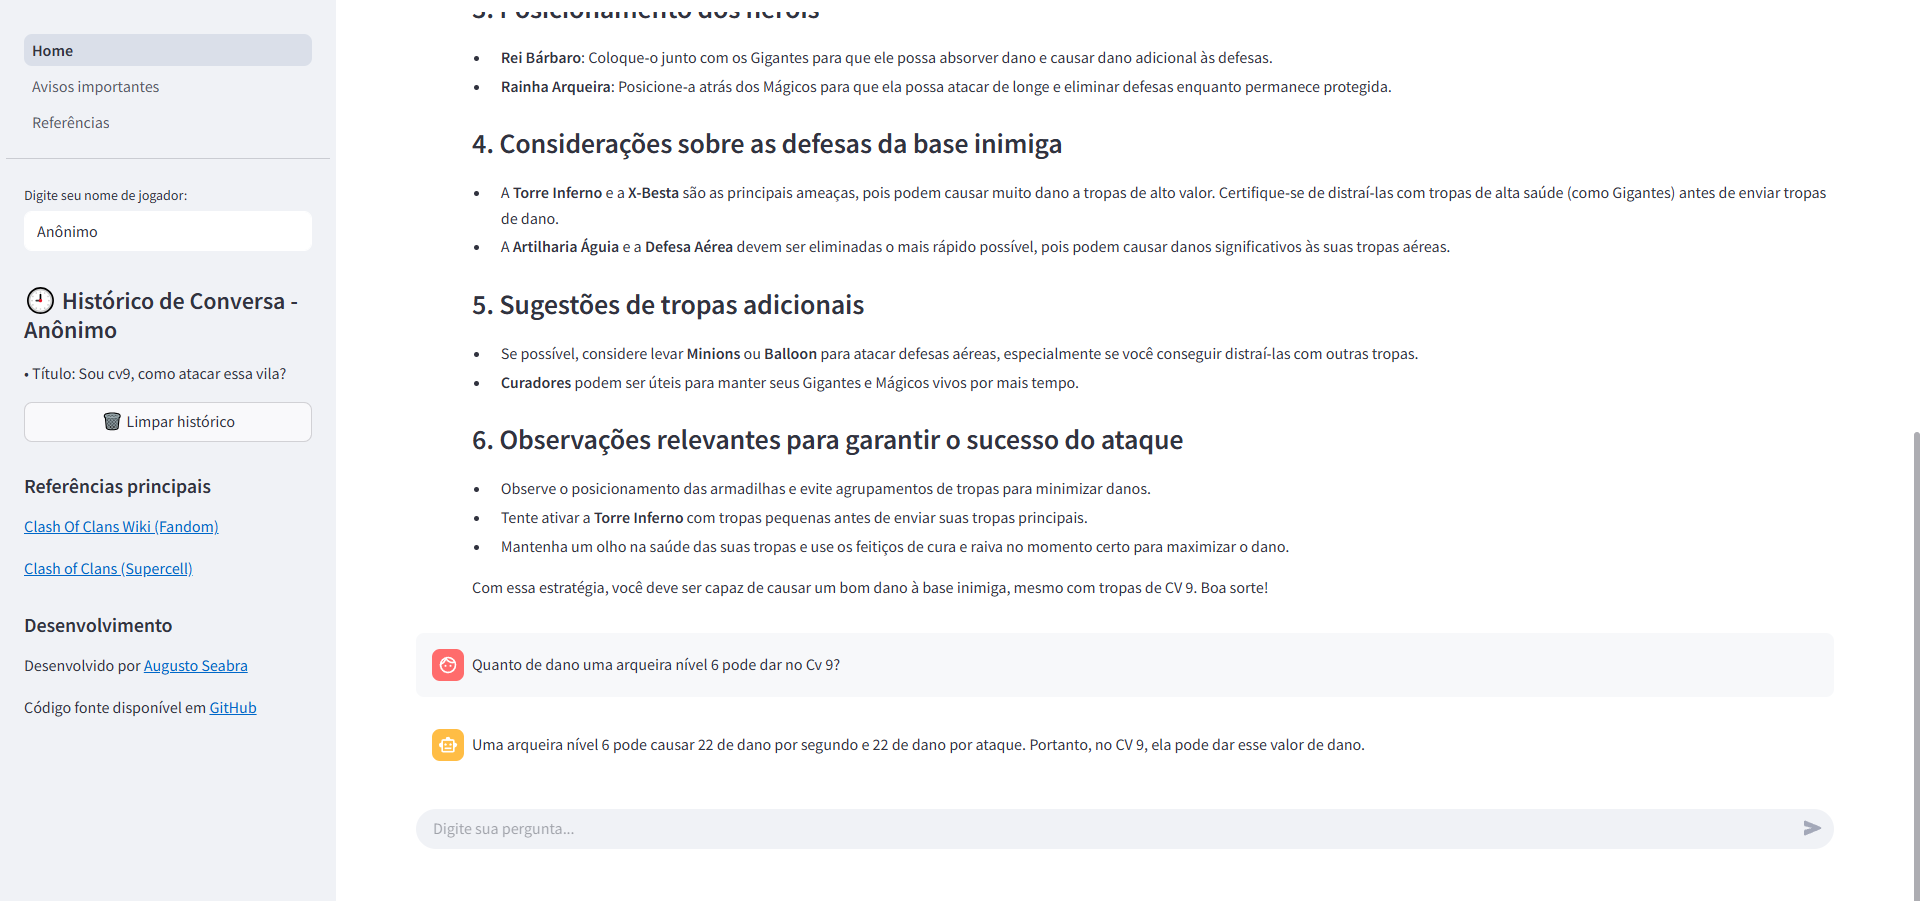 Home
Avisos importantes
Referências
Digite seu nome de jogador:
Anônimo
Histórico de Conversa -
Anônimo
• Título: Sou cv9, como atacar essa vila?
Limpar histórico
Referências principais
Clash Of Clans Wiki (Fandom)
Clash of Clans (Supercell)
Desenvolvimento
Desenvolvido por Augusto Seabra
Código fonte disponível em GitHub
3. Posicionamento dos heróis
• Rei Bárbaro: Coloque-o junto com os Gigantes para que ele possa absorver dano e causar dano adicional às defesas.
• Rainha Arqueira: Posicione-a atrás dos Mágicos para que ela possa atacar de longe e eliminar defesas enquanto permanece protegida.
4. Considerações sobre as defesas da base inimiga
• A Torre Inferno e a X-Besta são as principais ameaças, pois podem causar muito dano a tropas de alto valor. Certifique-se de distraí-las com tropas de alta saúde (como Gigantes) antes de enviar tropas
de dano.
• A Artilharia Águia e a Defesa Aérea devem ser eliminadas o mais rápido possível, pois podem causar danos significativos às suas tropas aéreas.
5. Sugestões de tropas adicionais
• Se possível, considere levar Minions ou Balloon para atacar defesas aéreas, especialmente se você conseguir distraí-las com outras tropas.
• Curadores podem ser úteis para manter seus Gigantes e Mágicos vivos por mais tempo.
6. Observações relevantes para garantir o sucesso do ataque
• Observe o posicionamento das armadilhas e evite agrupamentos de tropas para minimizar danos.
• Tente ativar a Torre Inferno com tropas pequenas antes de enviar suas tropas principais.
• Mantenha um olho na saúde das suas tropas e use os feitiços de cura e raiva no momento certo para maximizar o dano.
Com essa estratégia, você deve ser capaz de causar um bom dano à base inimiga, mesmo com tropas de CV 9. Boa sorte!
Quanto de dano uma arqueira nível 6 pode dar no Cv 9?
Uma arqueira nível 6 pode causar 22 de dano por segundo e 22 de dano por ataque. Portanto, no CV 9, ela pode dar esse valor de dano.
Digite sua pergunta...